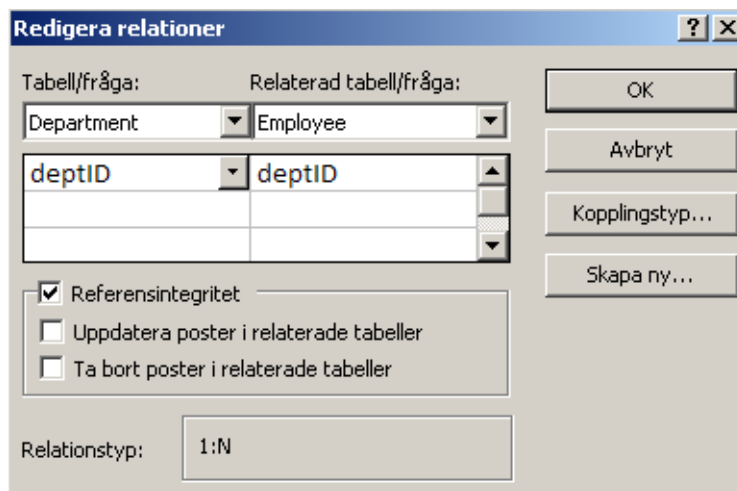 Redigera relationer
Tabell/fråga: Relaterad tabell/fråga:
Department Employee
deptID deptID
OK
Avbryt
Kopplingstyp...
Skapa ny...
Referensintegritet
Uppdatera poster i relaterade tabeller
Ta bort poster i relaterade tabeller
Relationstyp: 1:N